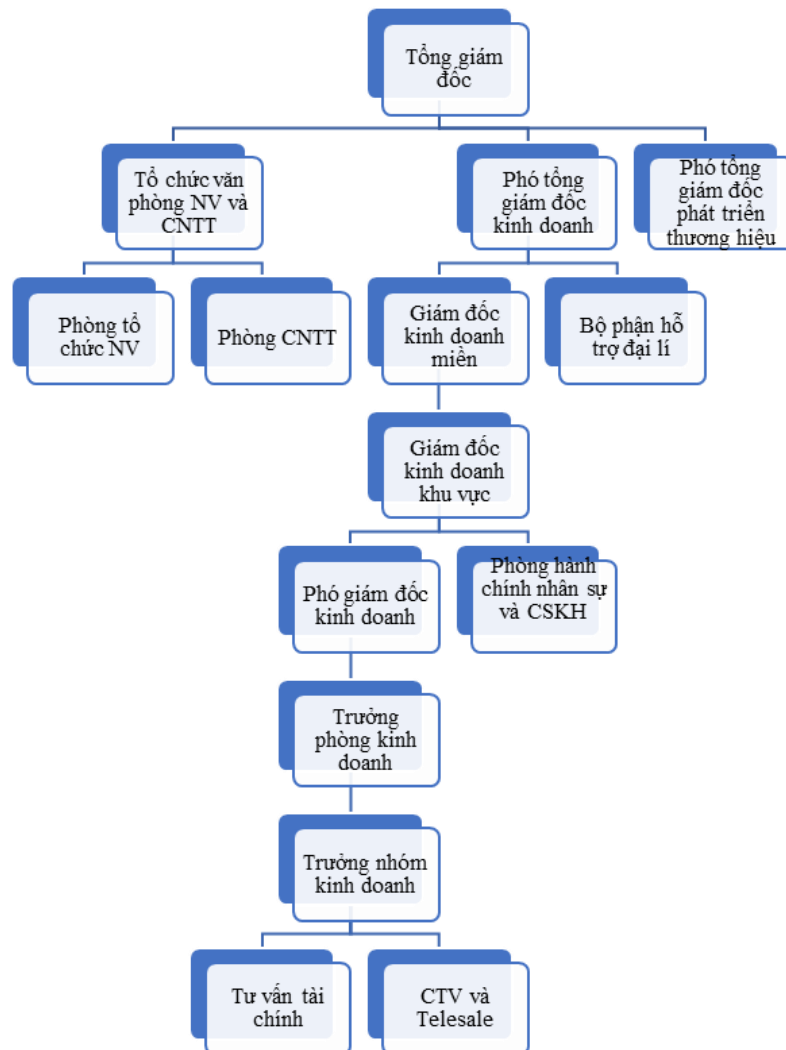 Tổng giám
đốc
Tổ chức văn
phòng NV và
CNTT
Phó tổng
giám đốc
kinh doanh
Phó tổng
giám đốc
phát triển
thương hiệu
Phòng tổ
chức NV
Phòng CNTT
Giám đốc
kinh doanh
miền
Bộ phận hỗ
trợ đại lí
Giám đốc
kinh doanh
khu vực
Phó giám đốc
kinh doanh
Phòng hành
chính nhân sự
và CSKH
Trưởng
phòng kinh
doanh
Trưởng nhóm
kinh doanh
Tư vấn tài
chính
CTV và
Telesale